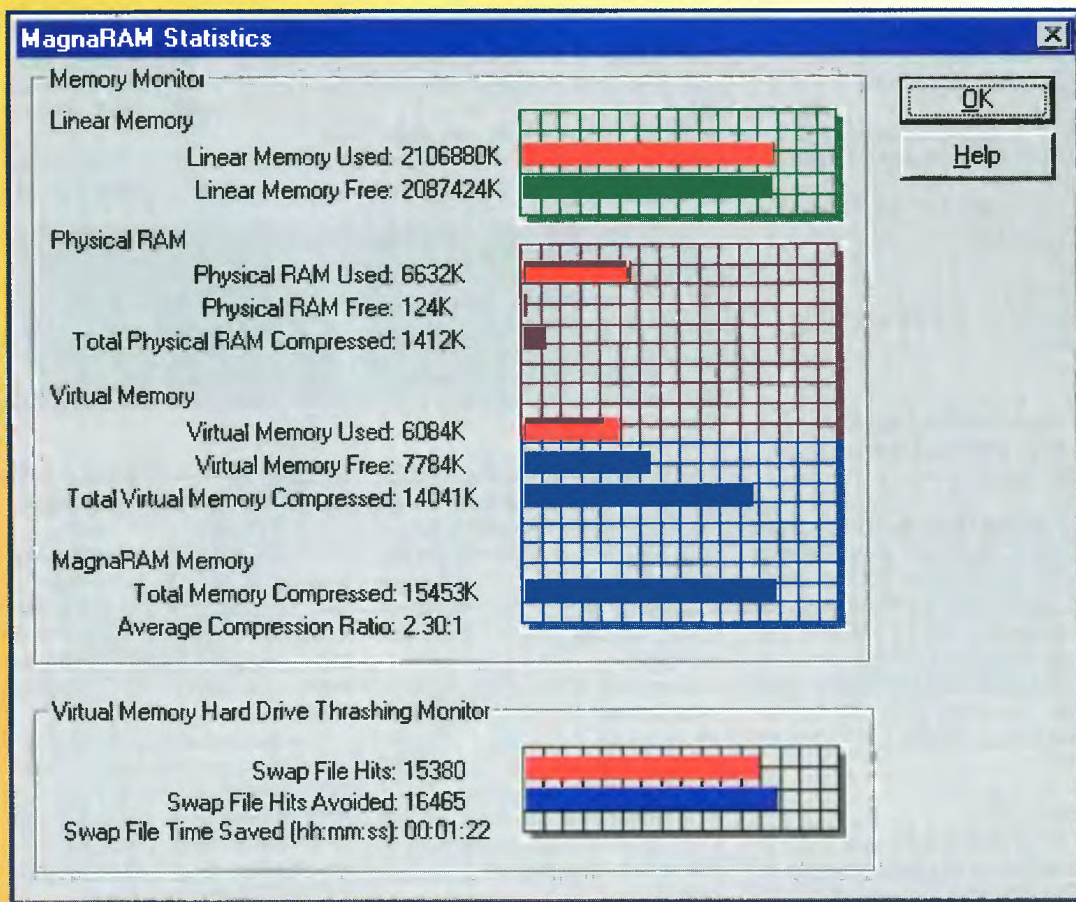 MagnaRAM Statistics
Memory Monitor
OK
Linear Memory
Linear Memory Used: 2106880K
Help
Linear Memory Free: 2087424K
Physical RAM
Physical RAM Used: 6632K
Physical RAM Free: 124K
Total Physical RAM Compressed: 1412K
Virtual Memory
Virtual Memory Used: 6084K
Virtual Memory Free: 7784K
Total Virtual Memory Compressed: 14041K
MagnaRAM Memory
Total Memory Compressed: 15453K
Average Compression Ratio: 2.30:1
Virtual Memory Hard Drive Thrashing Monitor
Swap File Hits: 15380
Swap File Hits Avoided: 16465
Swap File Time Saved (hh:mm:ss): 00:01:22